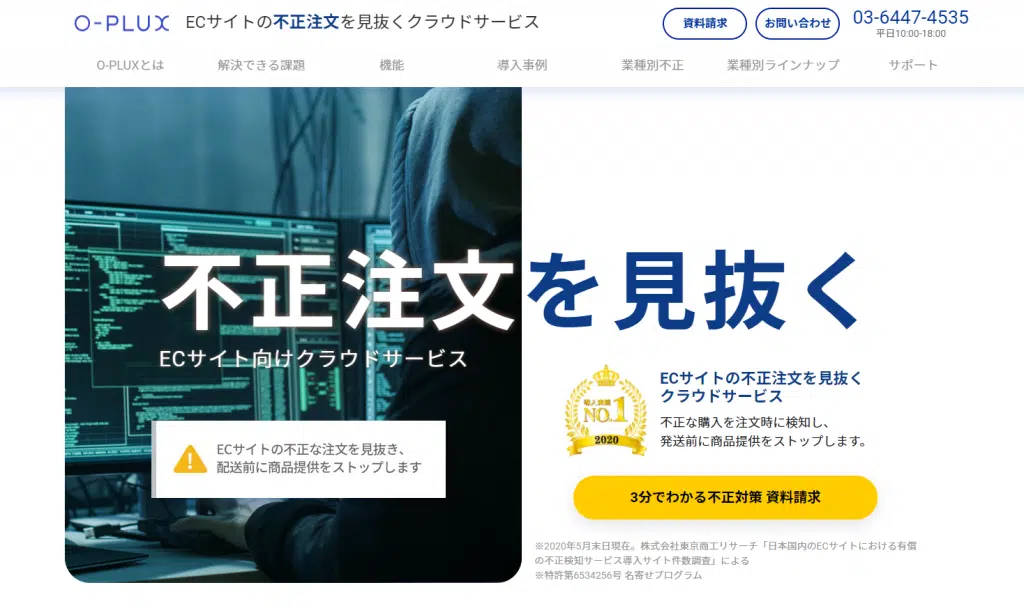 O-PLUX
ECサイトの不正注文を見抜くクラウドサービス
資料請求
お問い合わせ
03-6447-4535
平日10:00-18:00
O-PLUXとは
解決できる課題
機能
導入事例
業種別不正
業種別ラインナップ
サポート
不正注文を見抜く
ECサイト向けクラウドサービス
ECサイトの不正な注文を見抜き、
配送前に商品提供をストップします
導入実績
NO.1
2020
ECサイトの不正注文を見抜く
クラウドサービス
不正な購入を注文時に検知し、
発送前に商品提供をストップします。
3分でわかる不正対策 資料請求
※2020年5月末日現在。株式会社東京商工リサーチ「日本国内のECサイトにおける有償
の不正検知サービス導入サイト件数調査」による
※特許第6534256号 名寄せプログラム